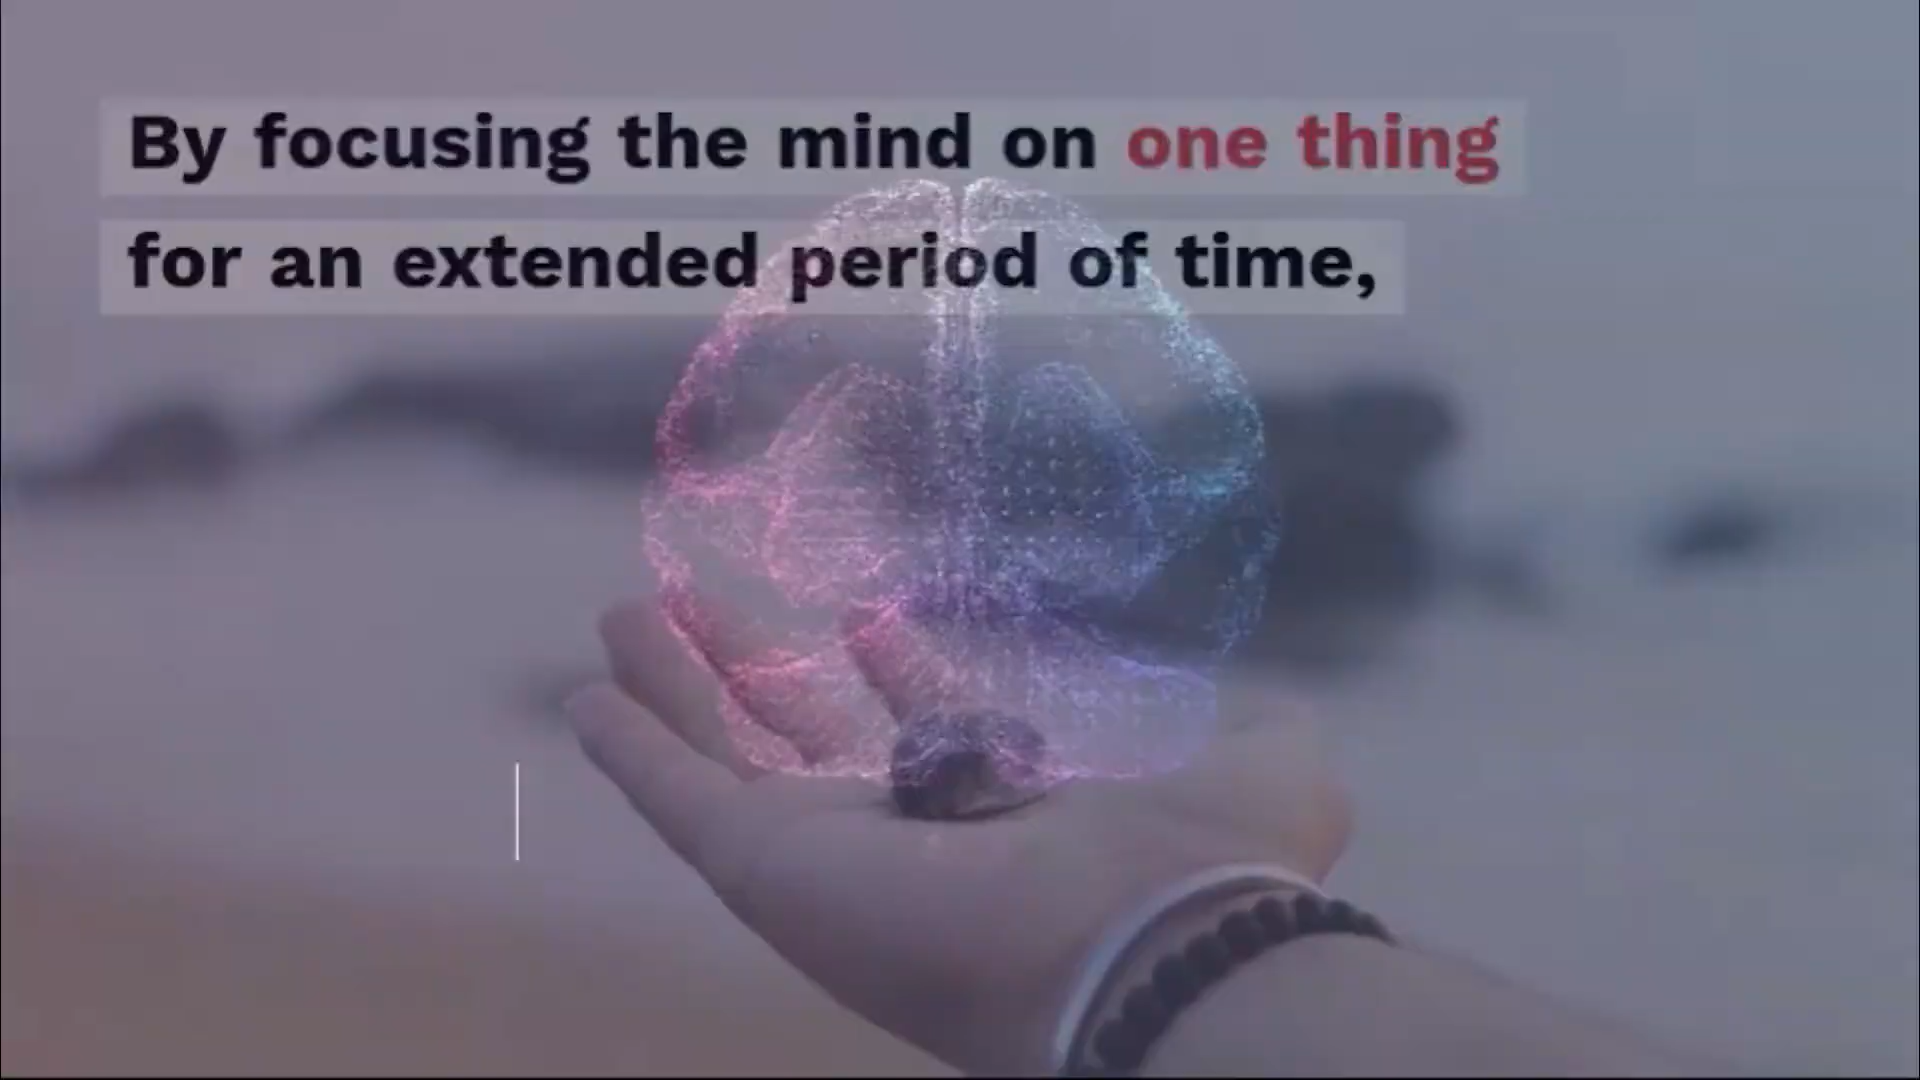 By focusing the mind on one thing
for an extended period of time,